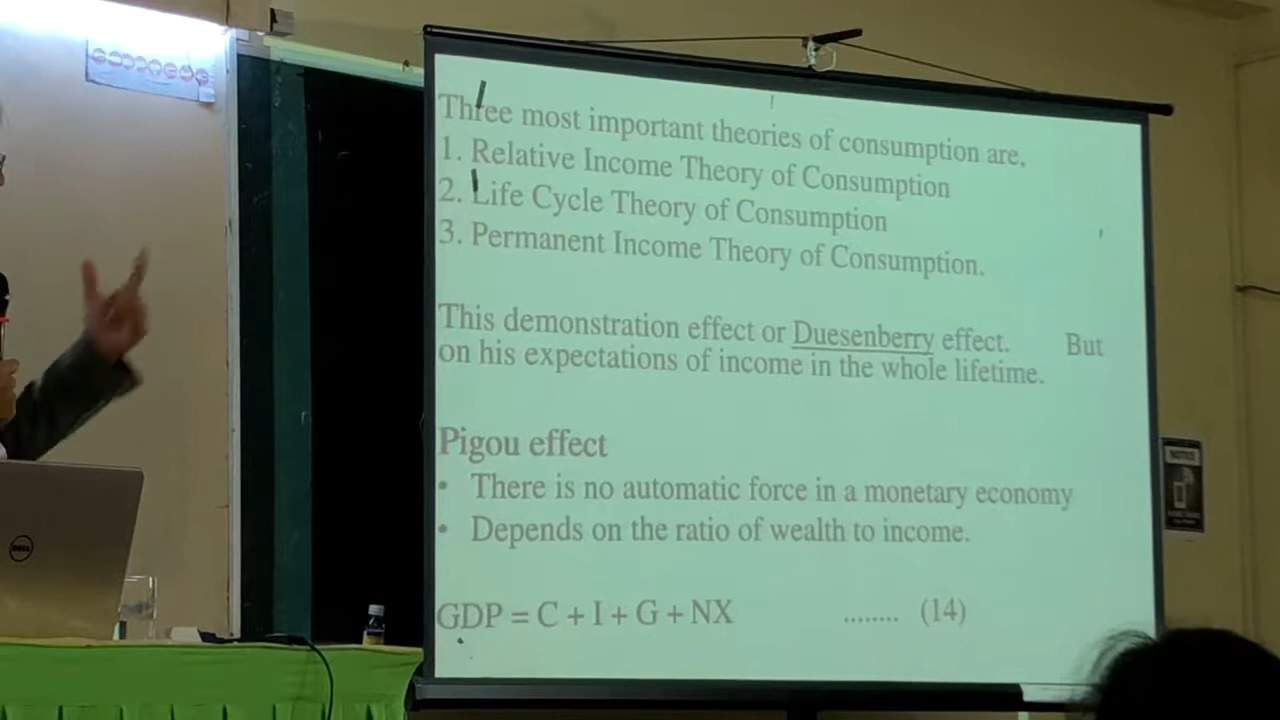 Three most important theories of consumption are,
1. Relative Income Theory of Consumption
2. Life Cycle Theory of Consumption
3. Permanent Income Theory of Consumption.
This demonstration effect or Duesenberry effect. But
on his expectations of income in the whole lifetime.
Pigou effect
• There is no automatic force in a monetary economy
• Depends on the ratio of wealth to income.
GDP = C + I + G + NX ........ (14)
NOTICE
DELL